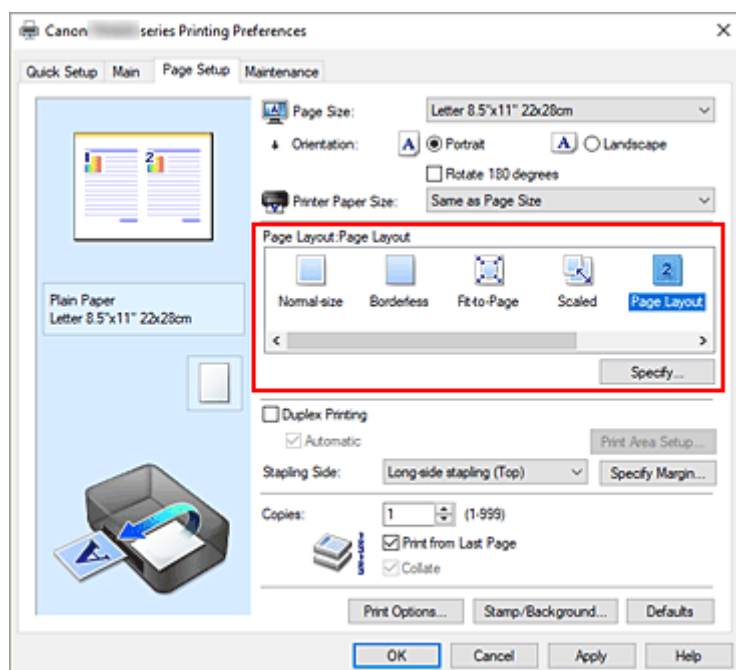 Canon series Printing Preferences
Quick Setup Main Page Setup Maintenance
1 2
Plain Paper
Letter 8.5"x11" 22x28cm
Page Size: Letter 8.5"x11" 22x28cm
Orientation: A Portrait A Landscape
Rotate 180 degrees
Printer Paper Size: Same as Page Size
Page Layout:Page Layout
2
Normal-size Borderless Fit-to-Page Scaled Page Layout
Specify...
Duplex Printing
Automatic Print Area Setup...
Stapling Side: Long-side stapling (Top) Specify Margin...
Copies: 1 (1-999)
Print from Last Page
Collate
Print Options... Stamp/Background... Defaults
OK Cancel Apply Help